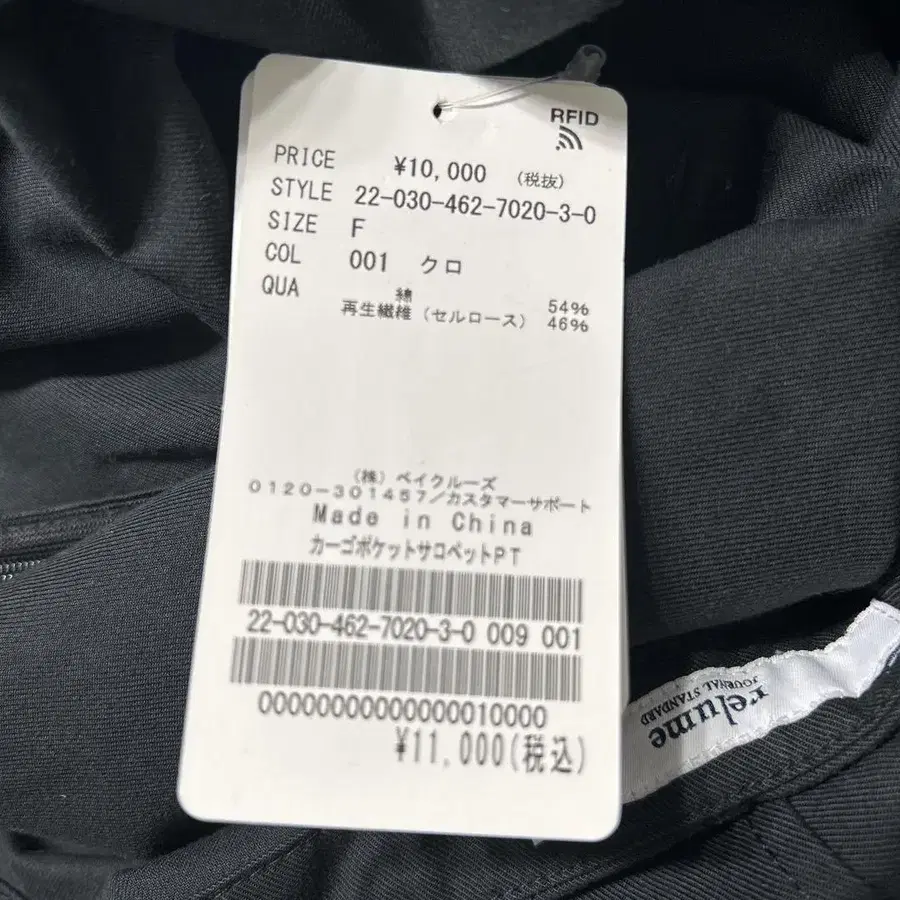 RFID
PRICE ¥10,000 (税抜)
STYLE 22-030-462-7020-3-0
SIZE F
COL 001 クロ
QUA 綿 54%
再生繊維 (セルロース) 46%
(株) ベイクルーズ
0120-301457/カスタマーサポート
Made in China
カーゴポケットサロペットPT
22-030-462-7020-3-0 009 001
0000000000000010000
¥11,000(税込)
relume
JOURNAL STANDARD